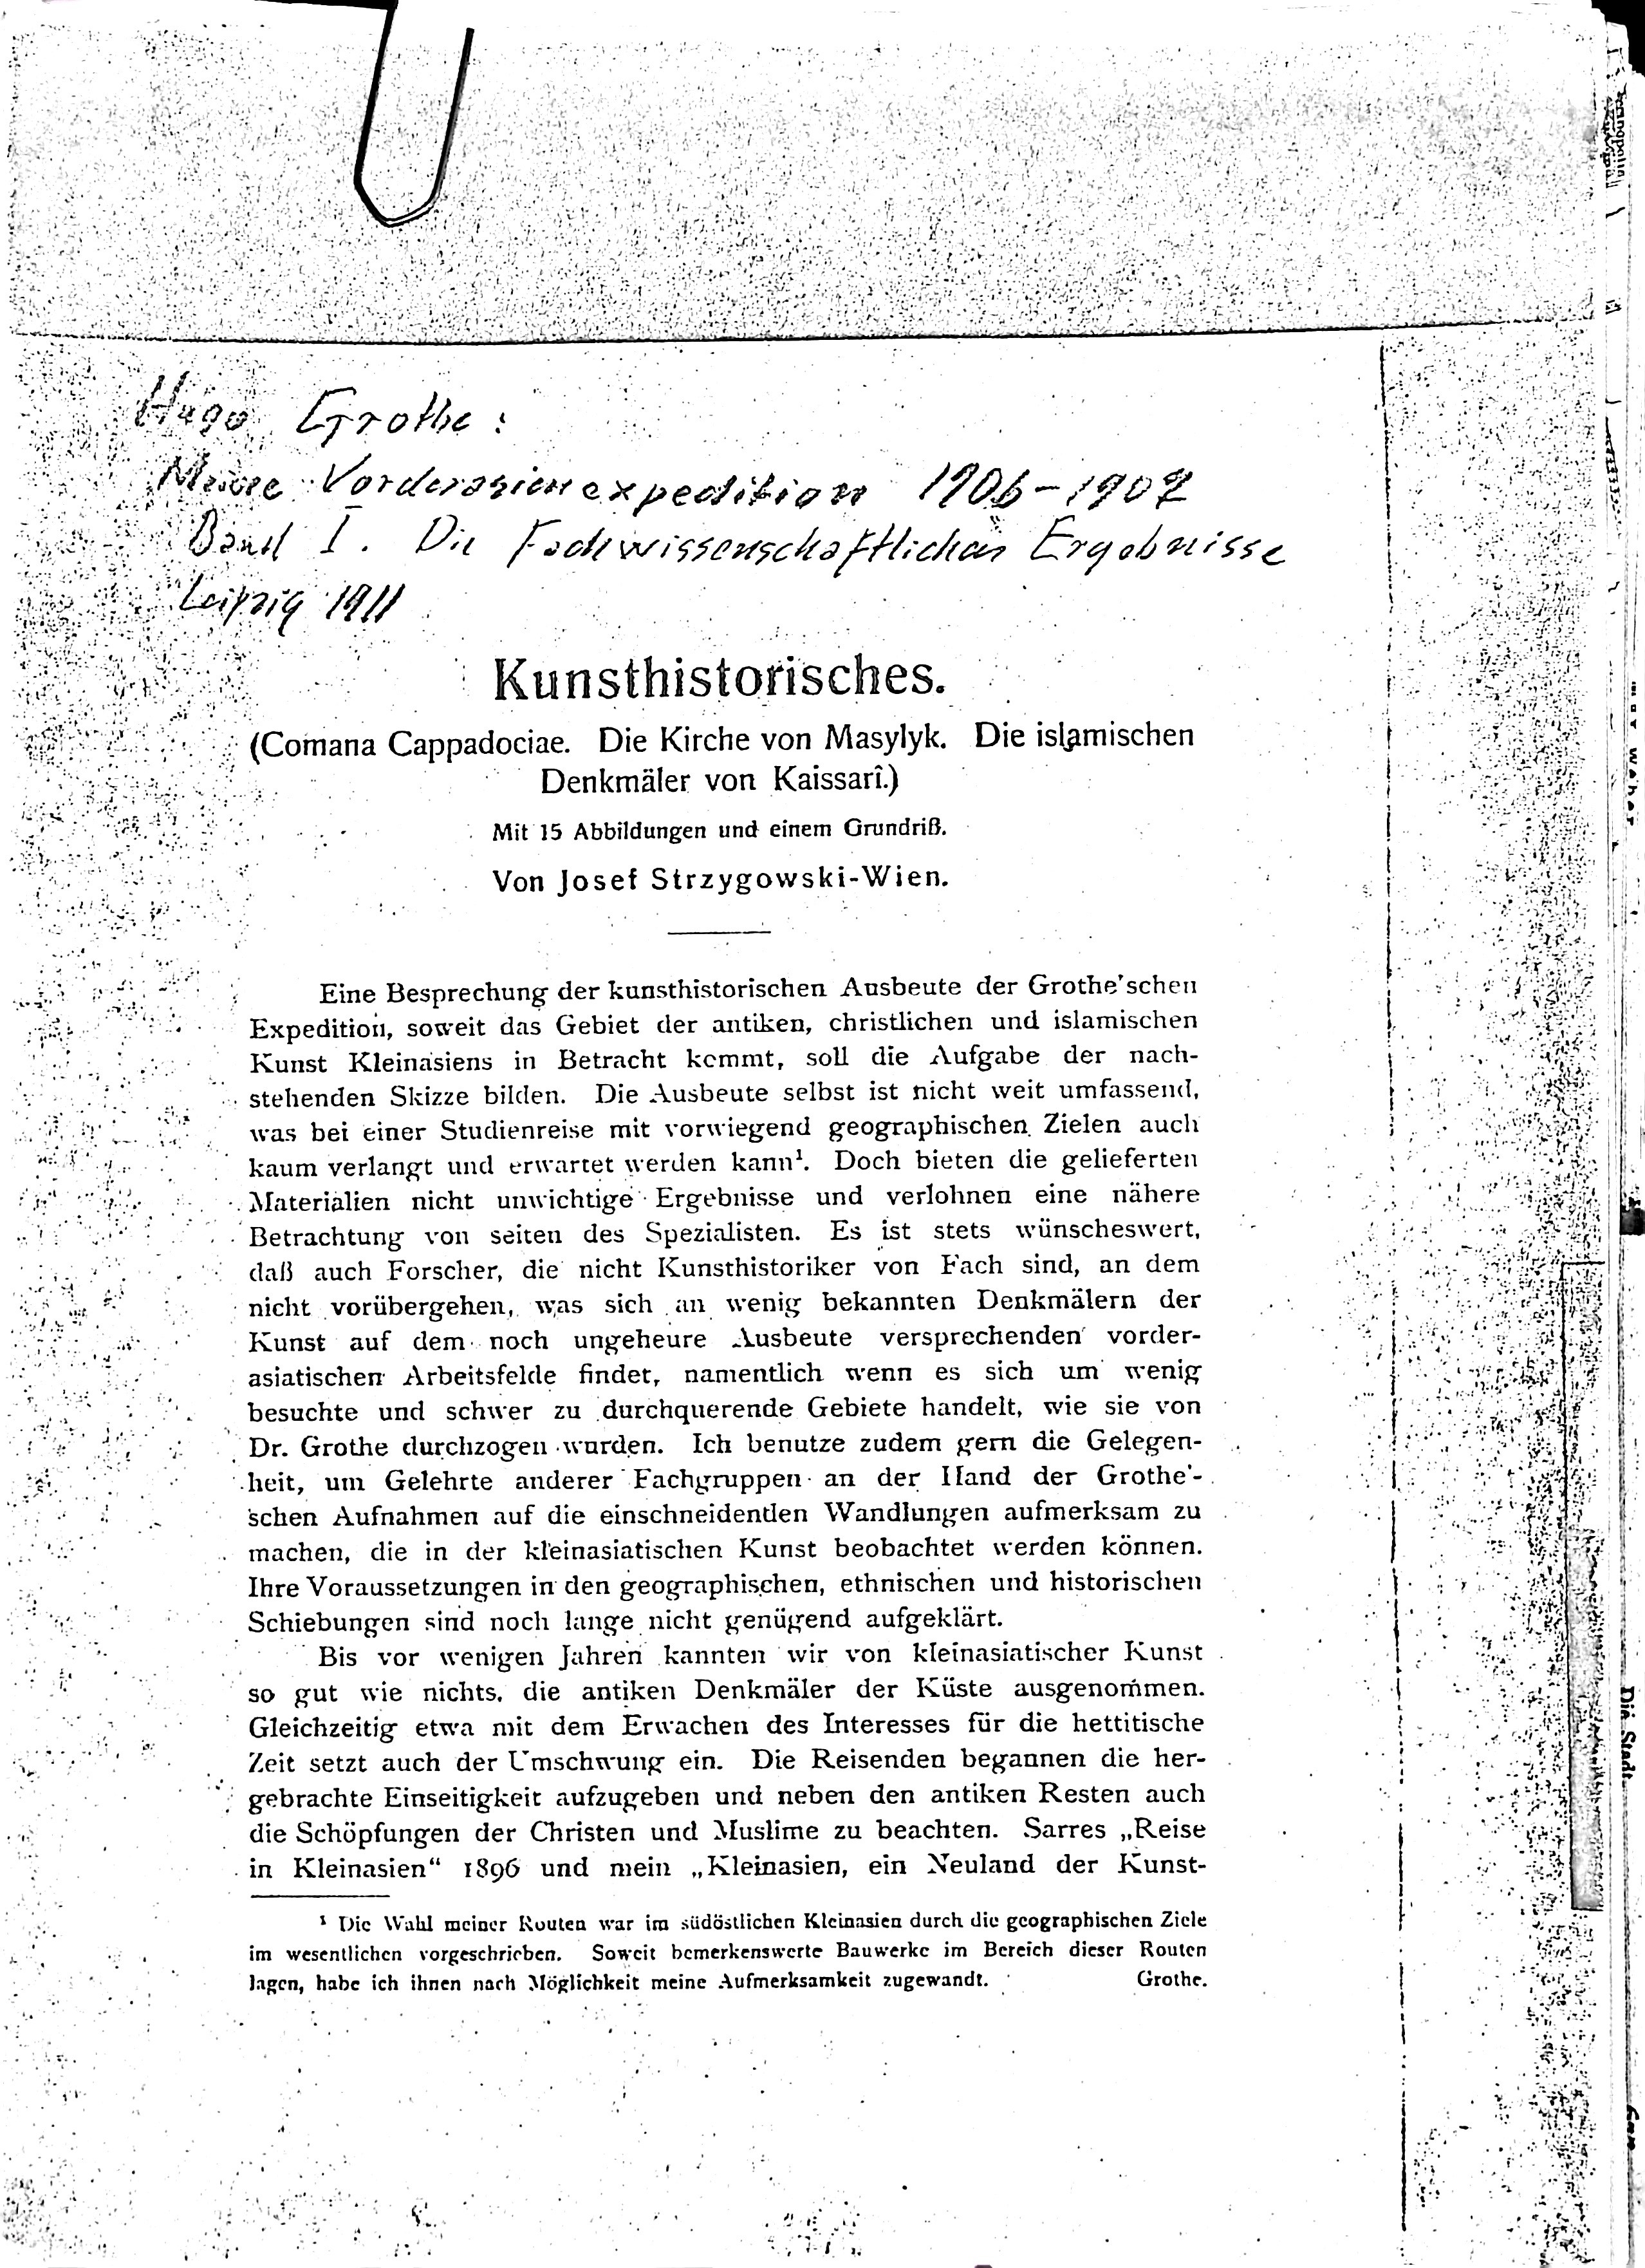 Hugo Grothe:
Meine Vorderasienexpedition 1906-1907
Band I. Die Fachwissenschaftlichen Ergebnisse
Leipzig 1911
Kunsthistorisches.
(Comana Cappadociae. Die Kirche von Masylyk. Die islamischen
Denkmäler von Kaissarî.)
Mit 15 Abbildungen und einem Grundriß.
Von Josef Strzygowski-Wien.
Eine Besprechung der kunsthistorischen Ausbeute der Grothe'schen
Expedition, soweit das Gebiet der antiken, christlichen und islamischen
Kunst Kleinasiens in Betracht kommt, soll die Aufgabe der nach-
stehenden Skizze bilden. Die Ausbeute selbst ist nicht weit umfassend,
was bei einer Studienreise mit vorwiegend geographischen Zielen auch
kaum verlangt und erwartet werden kann¹. Doch bieten die gelieferten
Materialien nicht unwichtige Ergebnisse und verlohnen eine nähere
Betrachtung von seiten des Spezialisten. Es ist stets wünscheswert,
daß auch Forscher, die nicht Kunsthistoriker von Fach sind, an dem
nicht vorübergehen, was sich an wenig bekannten Denkmälern der
Kunst auf dem noch ungeheure Ausbeute versprechenden vorder-
asiatischen Arbeitsfelde findet, namentlich wenn es sich um wenig
besuchte und schwer zu durchquerende Gebiete handelt, wie sie von
Dr. Grothe durchzogen wurden. Ich benutze zudem gern die Gelegen-
heit, um Gelehrte anderer Fachgruppen an der Hand der Grothe'-
schen Aufnahmen auf die einschneidenden Wandlungen aufmerksam zu
machen, die in der kleinasiatischen Kunst beobachtet werden können.
Ihre Voraussetzungen in den geographischen, ethnischen und historischen
Schiebungen sind noch lange nicht genügend aufgeklärt.
Bis vor wenigen Jahren kannten wir von kleinasiatischer Kunst
so gut wie nichts, die antiken Denkmäler der Küste ausgenommen.
Gleichzeitig etwa mit dem Erwachen des Interesses für die hettitische
Zeit setzt auch der Umschwung ein. Die Reisenden begannen die her-
gebrachte Einseitigkeit aufzugeben und neben den antiken Resten auch
die Schöpfungen der Christen und Muslime zu beachten. Sarres „Reise
in Kleinasien“ 1896 und mein „Kleinasien, ein Neuland der Kunst-
¹ Die Wahl meiner Routen war im südöstlichen Kleinasien durch die geographischen Ziele
im wesentlichen vorgeschrieben. Soweit bemerkenswerte Bauwerke im Bereich dieser Routen
lagen, habe ich ihnen nach Möglichkeit meine Aufmerksamkeit zugewandt. Grothe.
Die Stadt